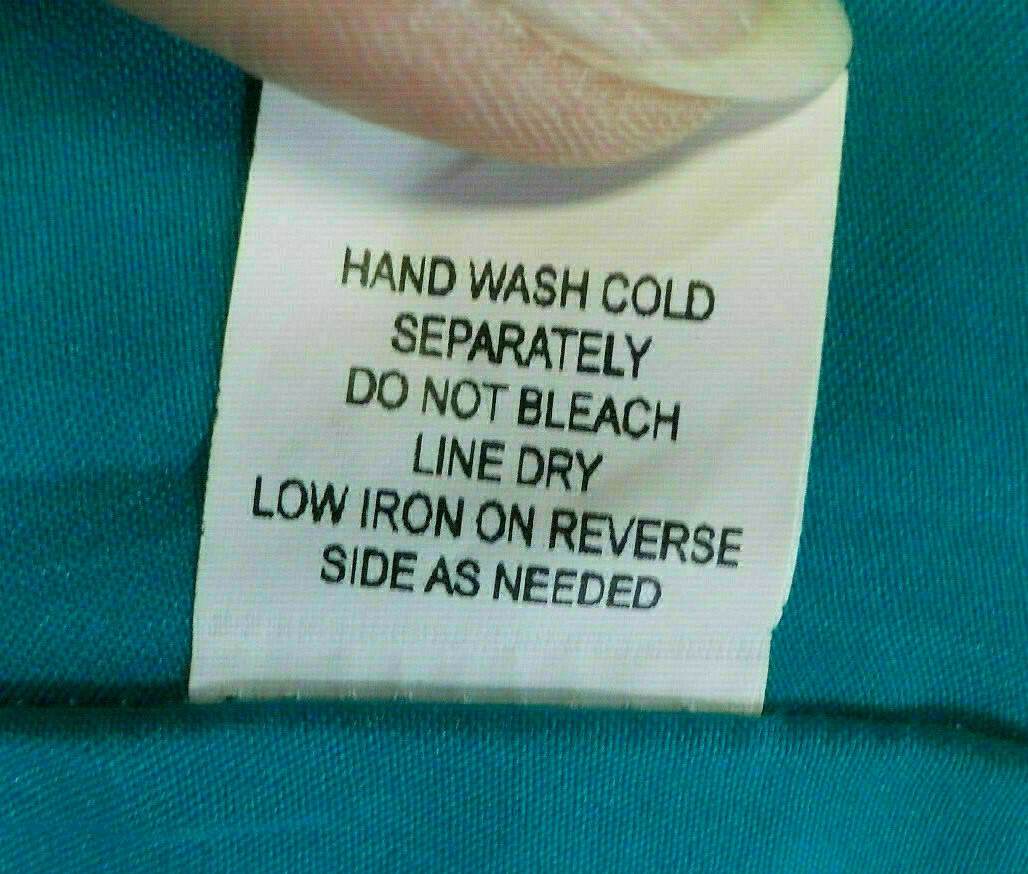 HAND WASH COLD
SEPARATELY
DO NOT BLEACH
LINE DRY
LOW IRON ON REVERSE
SIDE AS NEEDED